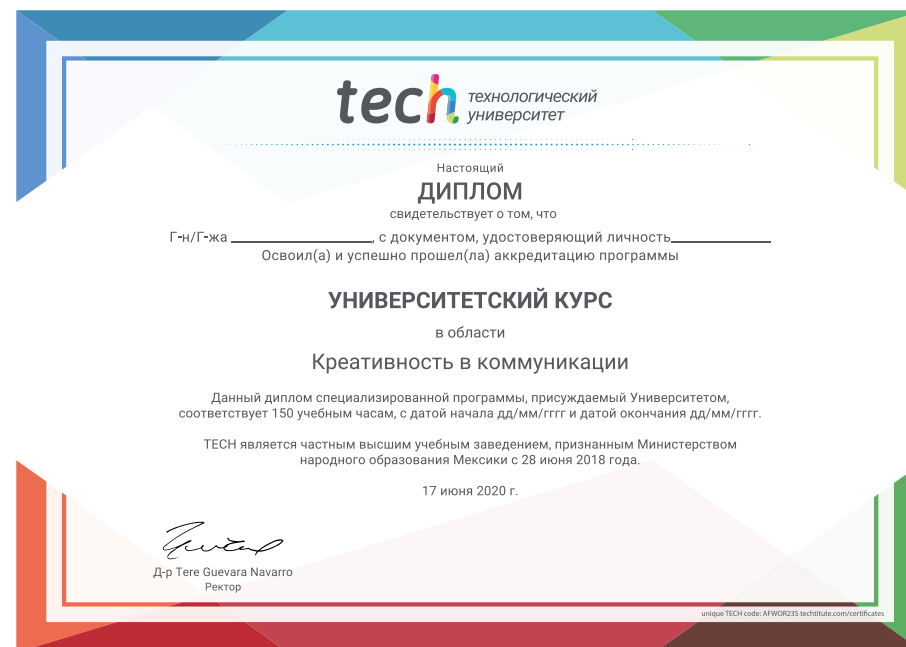 tech технологический
университет
Настоящий
ДИПЛОМ
свидетельствует о том, что
Г-н/Г-жа ____________________, с документом, удостоверяющий личность______________
Освоил(а) и успешно прошел(ла) аккредитацию программы
УНИВЕРСИТЕТСКИЙ КУРС
в области
Креативность в коммуникации
Данный диплом специализированной программы, присуждаемый Университетом,
соответствует 150 учебным часам, с датой начала дд/мм/гггг и датой окончания дд/мм/гггг.
TECH является частным высшим учебным заведением, признанным Министерством
народного образования Мексики с 28 июня 2018 года.
17 июня 2020 г.
Д-р Tere Guevara Navarro
Ректор
unique TECH code: AFWOR235 techtitute.com/certificates